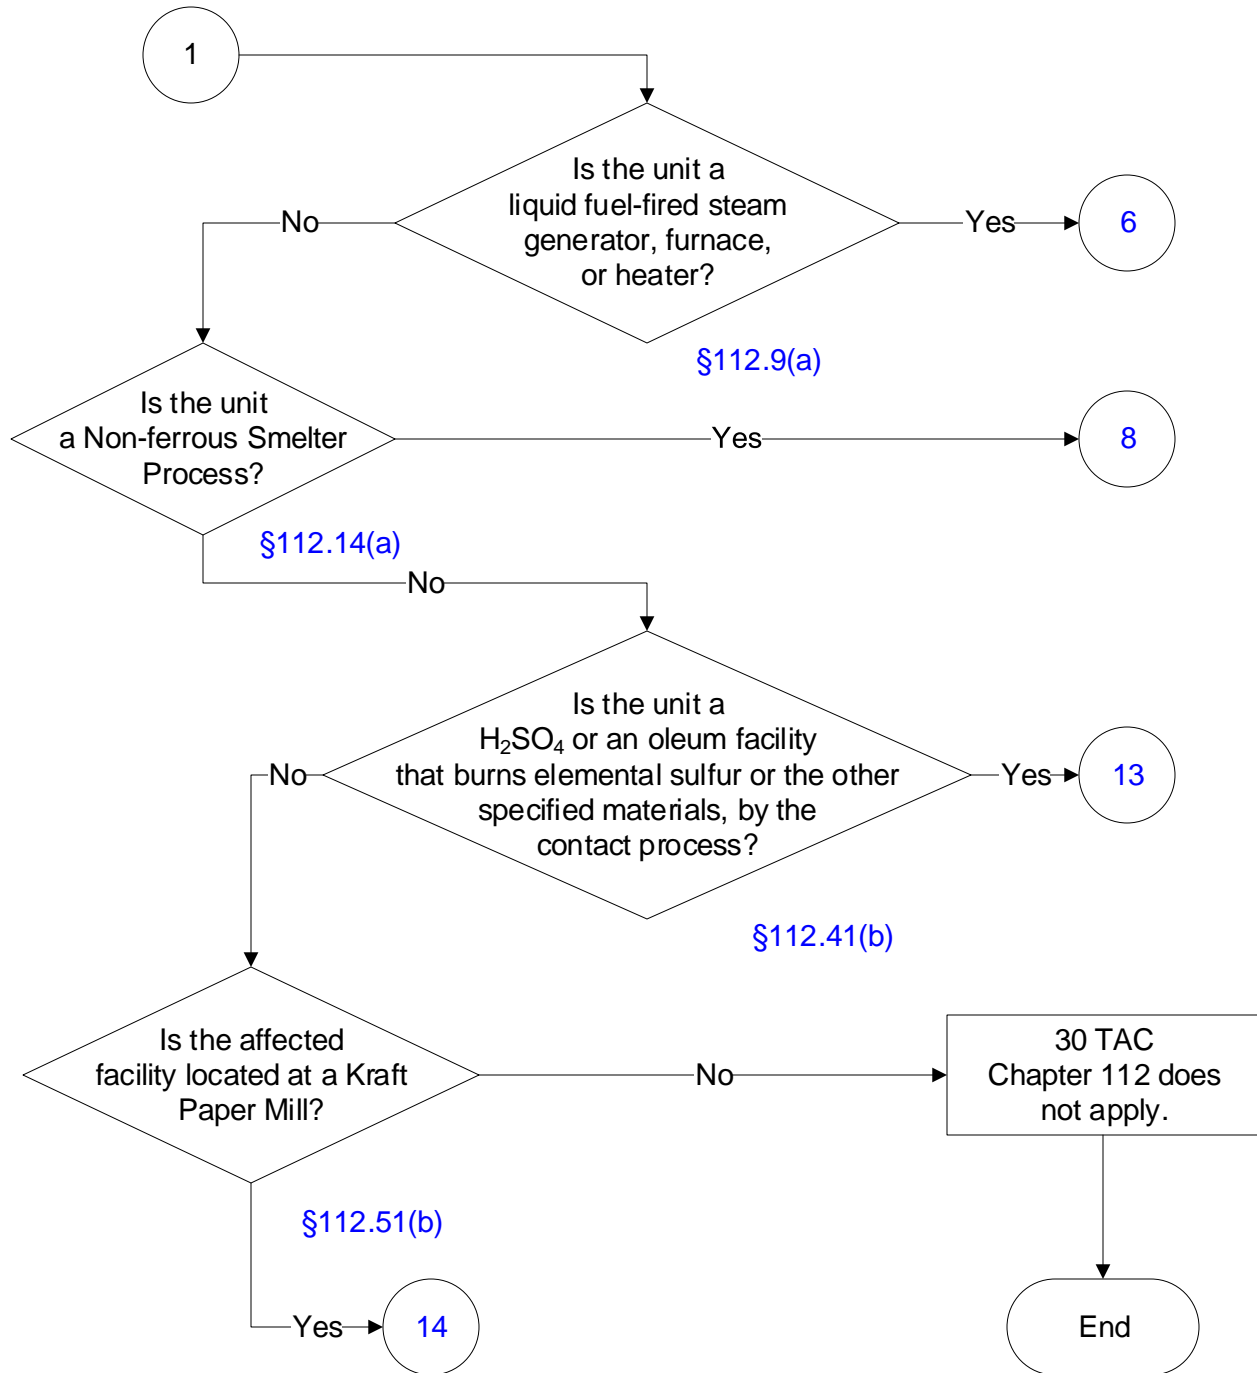 1
Is the unit a
liquid fuel-fired steam
generator, furnace,
or heater?
No
Yes
6
§112.9(a)
Is the unit
a Non-ferrous Smelter
Process?
Yes
8
§112.14(a)
No
Is the unit a
H₂SO₄ or an oleum facility
that burns elemental sulfur or the other
specified materials, by the
contact process?
No
Yes
13
§112.41(b)
Is the affected
facility located at a Kraft
Paper Mill?
No
30 TAC
Chapter 112 does
not apply.
§112.51(b)
Yes
14
End